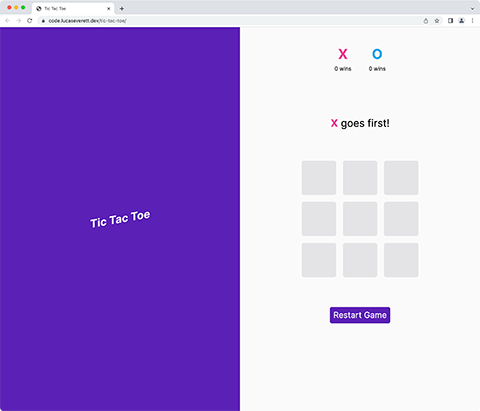 Tic Tac Toe
code.lucaseverett.dev/tic-tac-toe/
Tic Tac Toe
X O
0 wins 0 wins
X goes first!
Restart Game